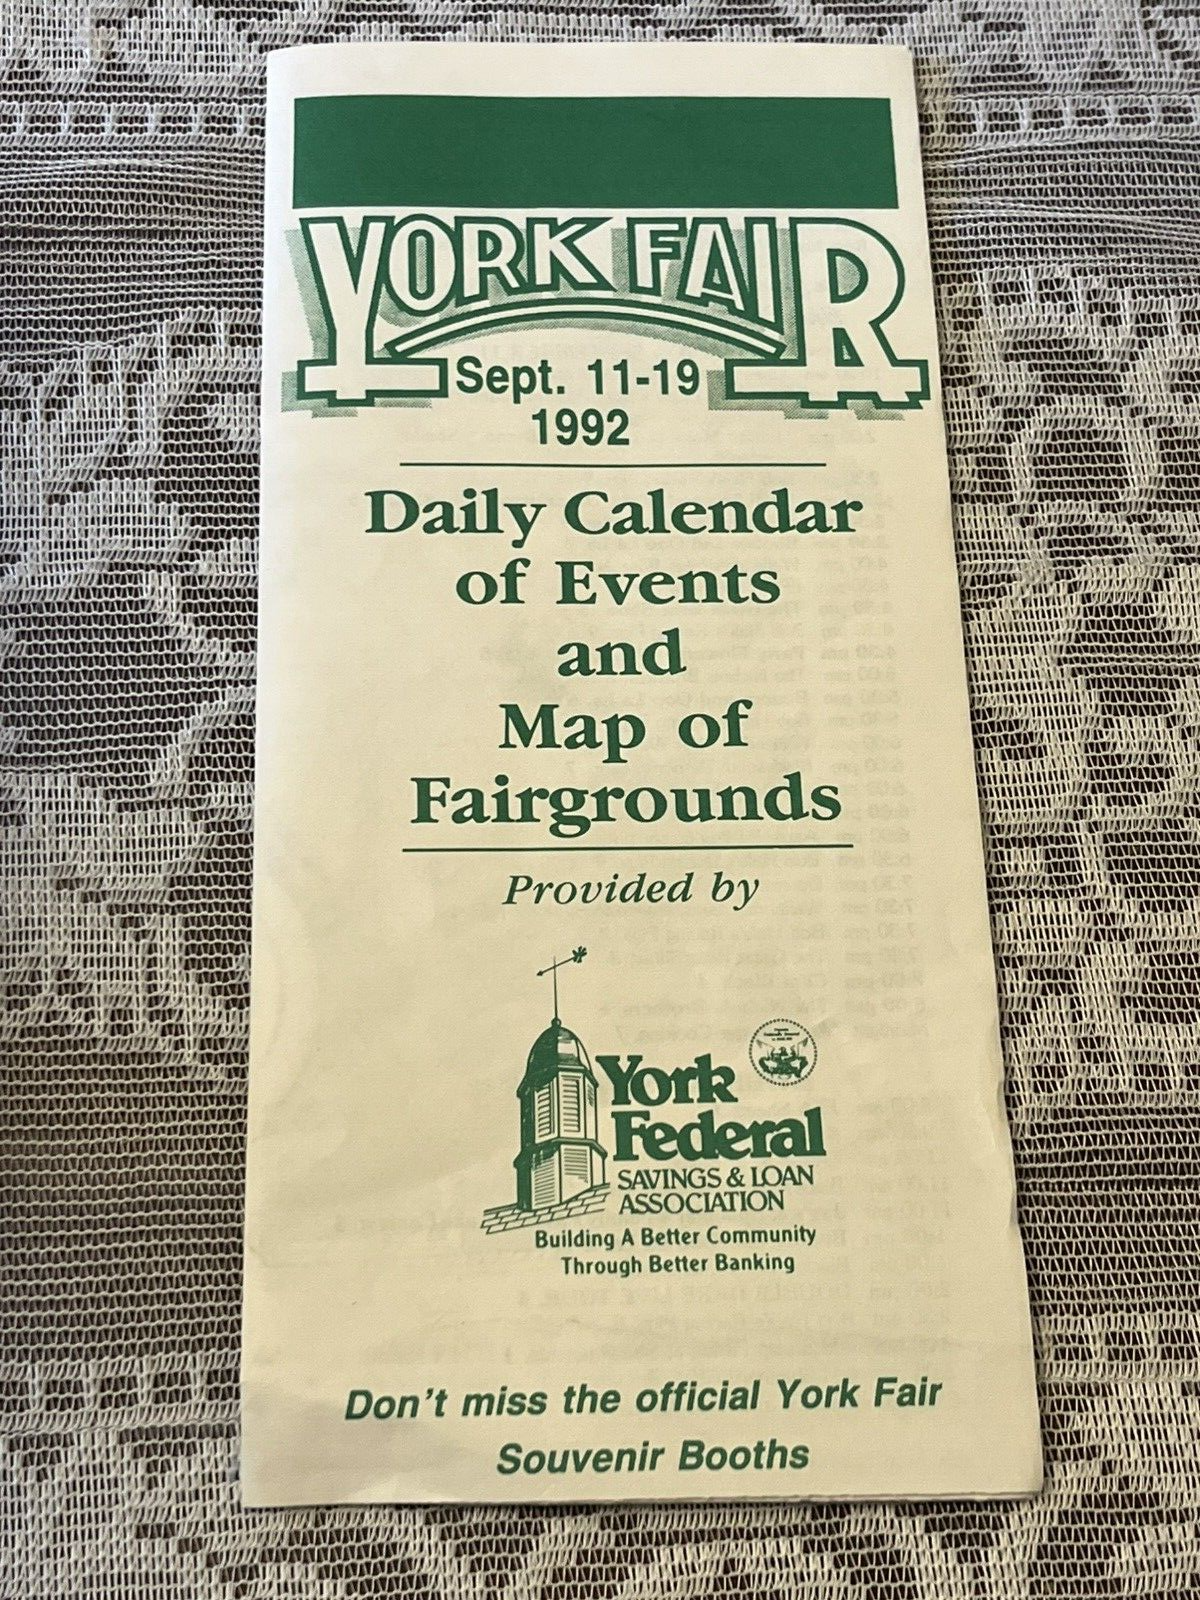 YORK FAIR
Sept. 11-19
1992
Daily Calendar
of Events
and
Map of
Fairgrounds
Provided by
York
Federal
SAVINGS & LOAN
ASSOCIATION
Building A Better Community
Through Better Banking
Don't miss the official York Fair
Souvenir Booths